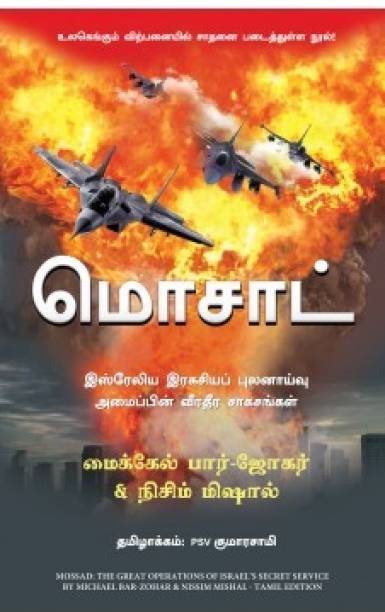 உலகெங்கும் விற்பனையில் சாதனை படைத்துள்ள நூல்!
மொசாட்
இஸ்ரேலிய இரகசியப் புலனாய்வு
அமைப்பின் வீரதீர சாகசங்கள்
மைக்கேல் பார்-ஜோகர்
& நிசிம் மிஷால்
தமிழாக்கம்: PSV குமாரசாமி
MOSSAD: THE GREAT OPERATIONS OF ISRAEL'S SECRET SERVICE
BY MICHAEL BAR-ZOHAR & NISSIM MISHAL - TAMIL EDITION